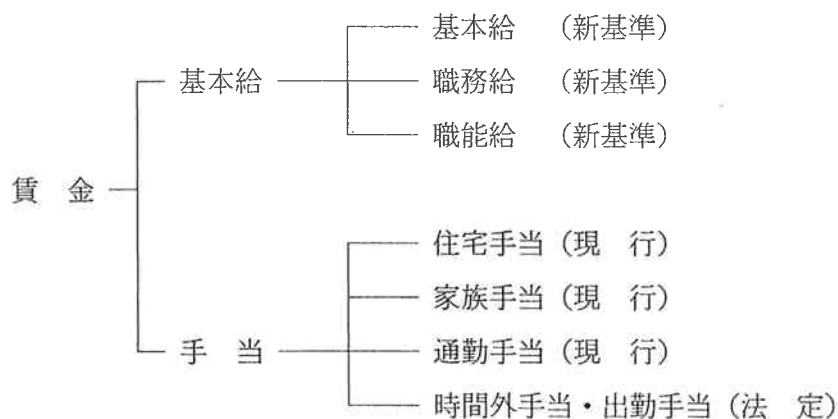 基本給 (新基準)
基本給 職務給 (新基準)
職能給 (新基準)
賃 金
住宅手当 (現 行)
家族手当 (現 行)
手 当 通勤手当 (現 行)
時間外手当・出勤手当 (法 定)